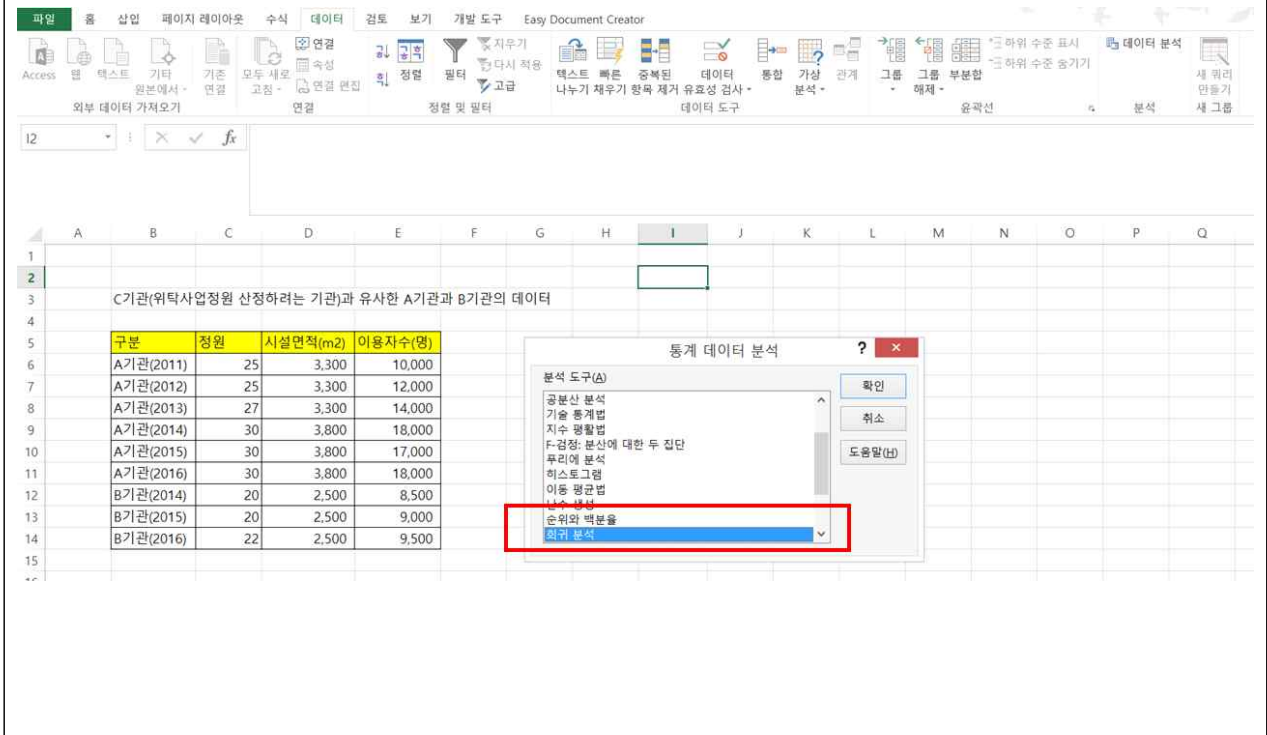 파일 홈 삽입 페이지 레이아웃 수식 데이터 검토 보기 개발 도구 Easy Document Creator
Access 웹 텍스트 기타 원본에서 기존 연결 모두 새로 고침 연결 속성 연결 편집
외부 데이터 가져오기 연결
정렬 필터 지우기 다시 적용 고급
정렬 및 필터
텍스트 나누기 빠른 채우기 중복된 항목 제거 데이터 유효성 검사 통합 가상 분석 관계
데이터 도구
그룹 그룹 해제 부분합 하위 수준 표시 하위 수준 숨기기
윤곽선
데이터 분석
분석
새 쿼리 만들기
새 그룹
I2 fx
A B C D E F G H I J K L M N O P Q
1
2
3 C기관(위탁사업정원 산정하려는 기관)과 유사한 A기관과 B기관의 데이터
4
5 구분 정원 시설면적(m2) 이용자수(명)
6 A기관(2011) 25 3,300 10,000
7 A기관(2012) 25 3,300 12,000
8 A기관(2013) 27 3,300 14,000
9 A기관(2014) 30 3,800 18,000
10 A기관(2015) 30 3,800 17,000
11 A기관(2016) 30 3,800 18,000
12 B기관(2014) 20 2,500 8,500
13 B기관(2015) 20 2,500 9,000
14 B기관(2016) 22 2,500 9,500
15
통계 데이터 분석 ? ×
분석 도구(A)
공분산 분석
기술 통계법
지수 평활법
F-검정: 분산에 대한 두 집단
푸리에 분석
히스토그램
이동 평균법
난수 생성
순위와 백분율
회귀 분석
확인
취소
도움말(H)